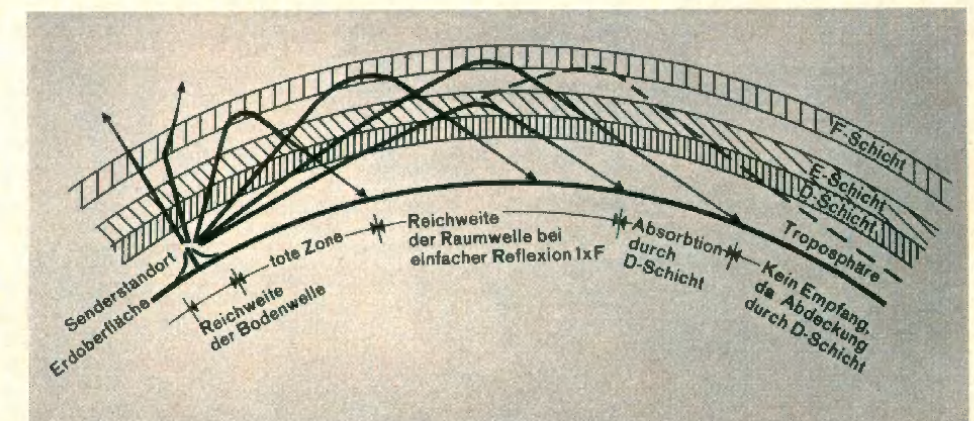 F-Schicht
E-Schicht
D-Schicht
Troposphäre
Senderstandort
Erdoberfläche
Reichweite
der Bodenwelle
tote Zone
Reichweite
der Raumwelle bei
einfacher Reflexion 1xF
Absorbtion
durch
D-Schicht
Kein Empfang,
da Abdeckung
durch D-Schicht